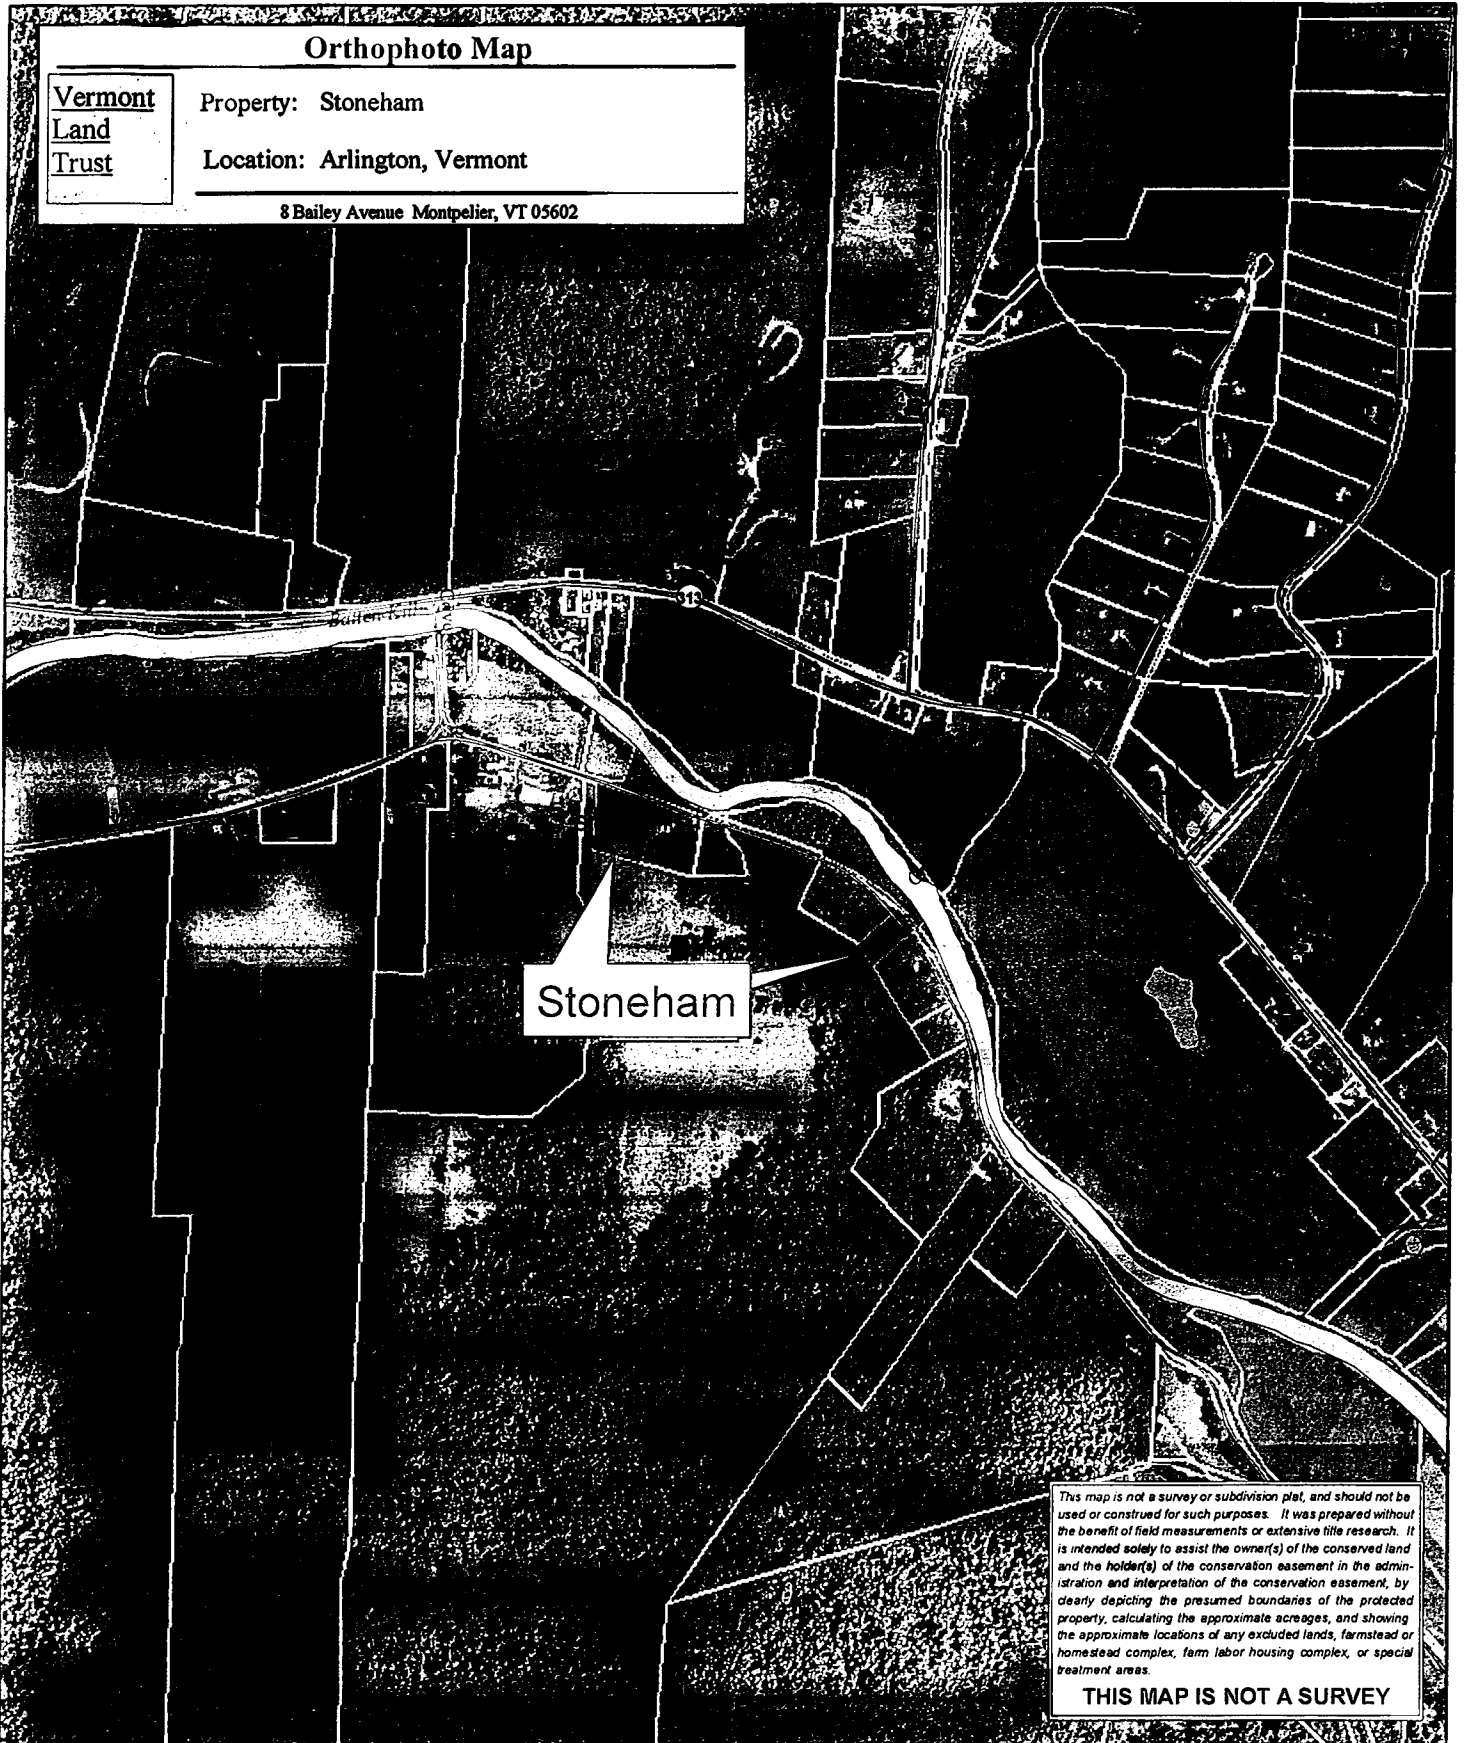 Orthophoto Map
Vermont
Land
Trust
Property: Stoneham
Location: Arlington, Vermont
8 Bailey Avenue Montpelier, VT 05602
313
Stoneham
This map is not a survey or subdivision plat, and should not be
used or construed for such purposes. It was prepared without
the benefit of field measurements or extensive title research. It
is intended solely to assist the owner(s) of the conserved land
and the holder(s) of the conservation easement in the admin-
istration and interpretation of the conservation easement, by
clearly depicting the presumed boundaries of the protected
property, calculating the approximate acreages, and showing
the approximate locations of any excluded lands, farmstead or
homestead complex, farm labor housing complex, or special
treatment areas.
THIS MAP IS NOT A SURVEY